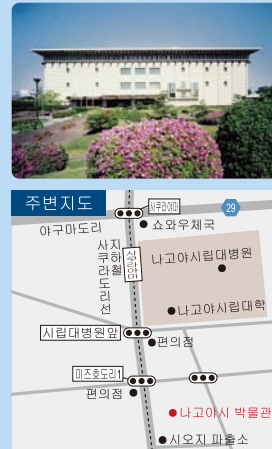 주변지도
사쿠라야마
29
야구마도리
쇼와우체국
지하철
사쿠라도리선
사쿠라야마
나고야시립대병원
나고야시립대학
시립대병원앞
편의점
미즈호도리1
편의점
나고야시 박물관
시오지 파출소